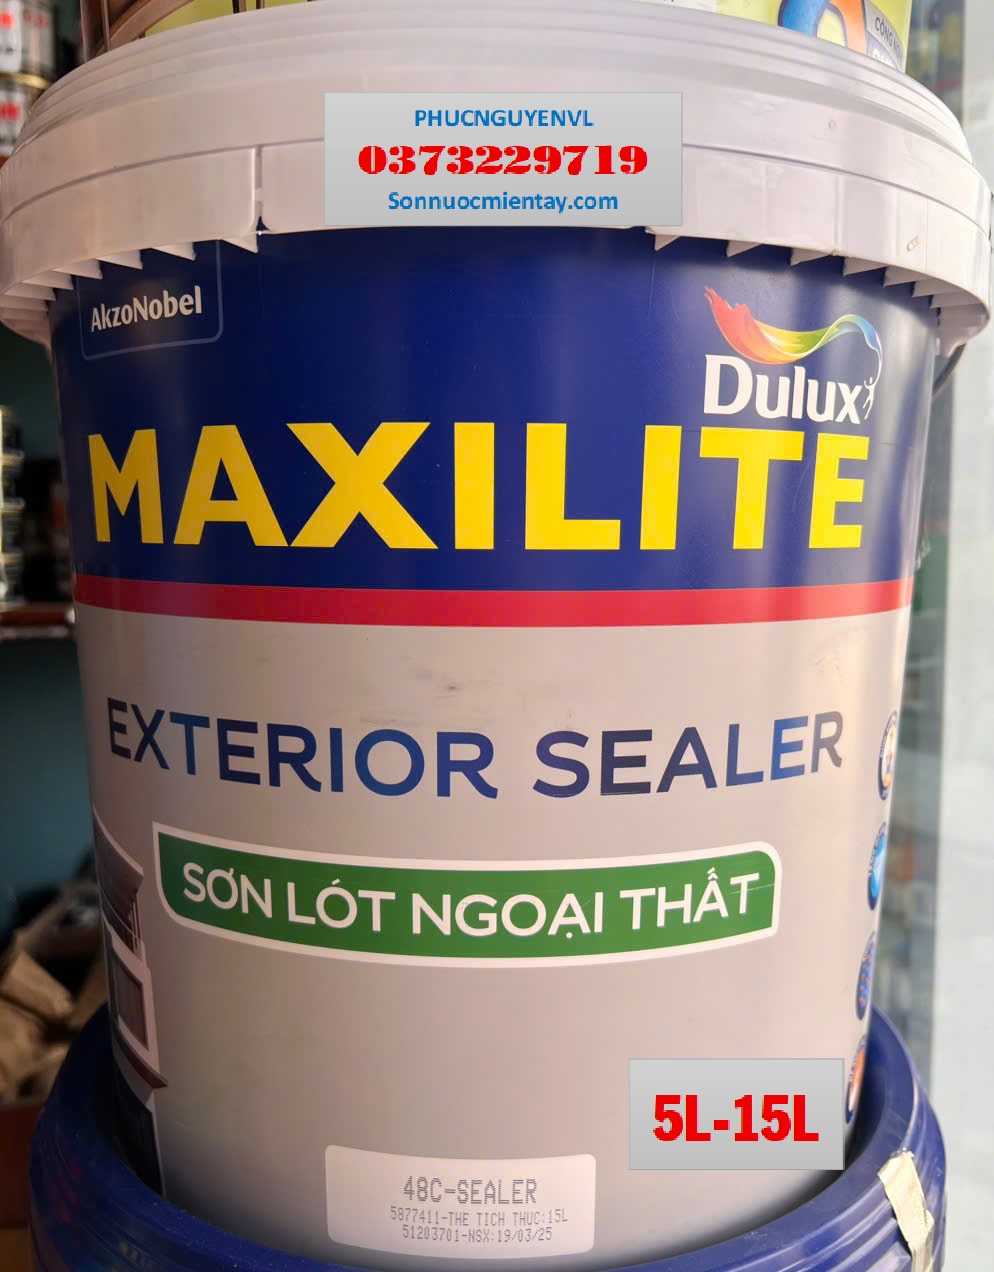 CÔNG
PHUCNGUYENVL
0373229719
Sonnuocmientay.com
AkzoNobel
Dulux
MAXILITE
EXTERIOR SEALER
SƠN LÓT NGOẠI THẤT
5L-15L
48C-SEALER
5877411-THE TICH THUC:15L
51203701-NSX:19/03/25